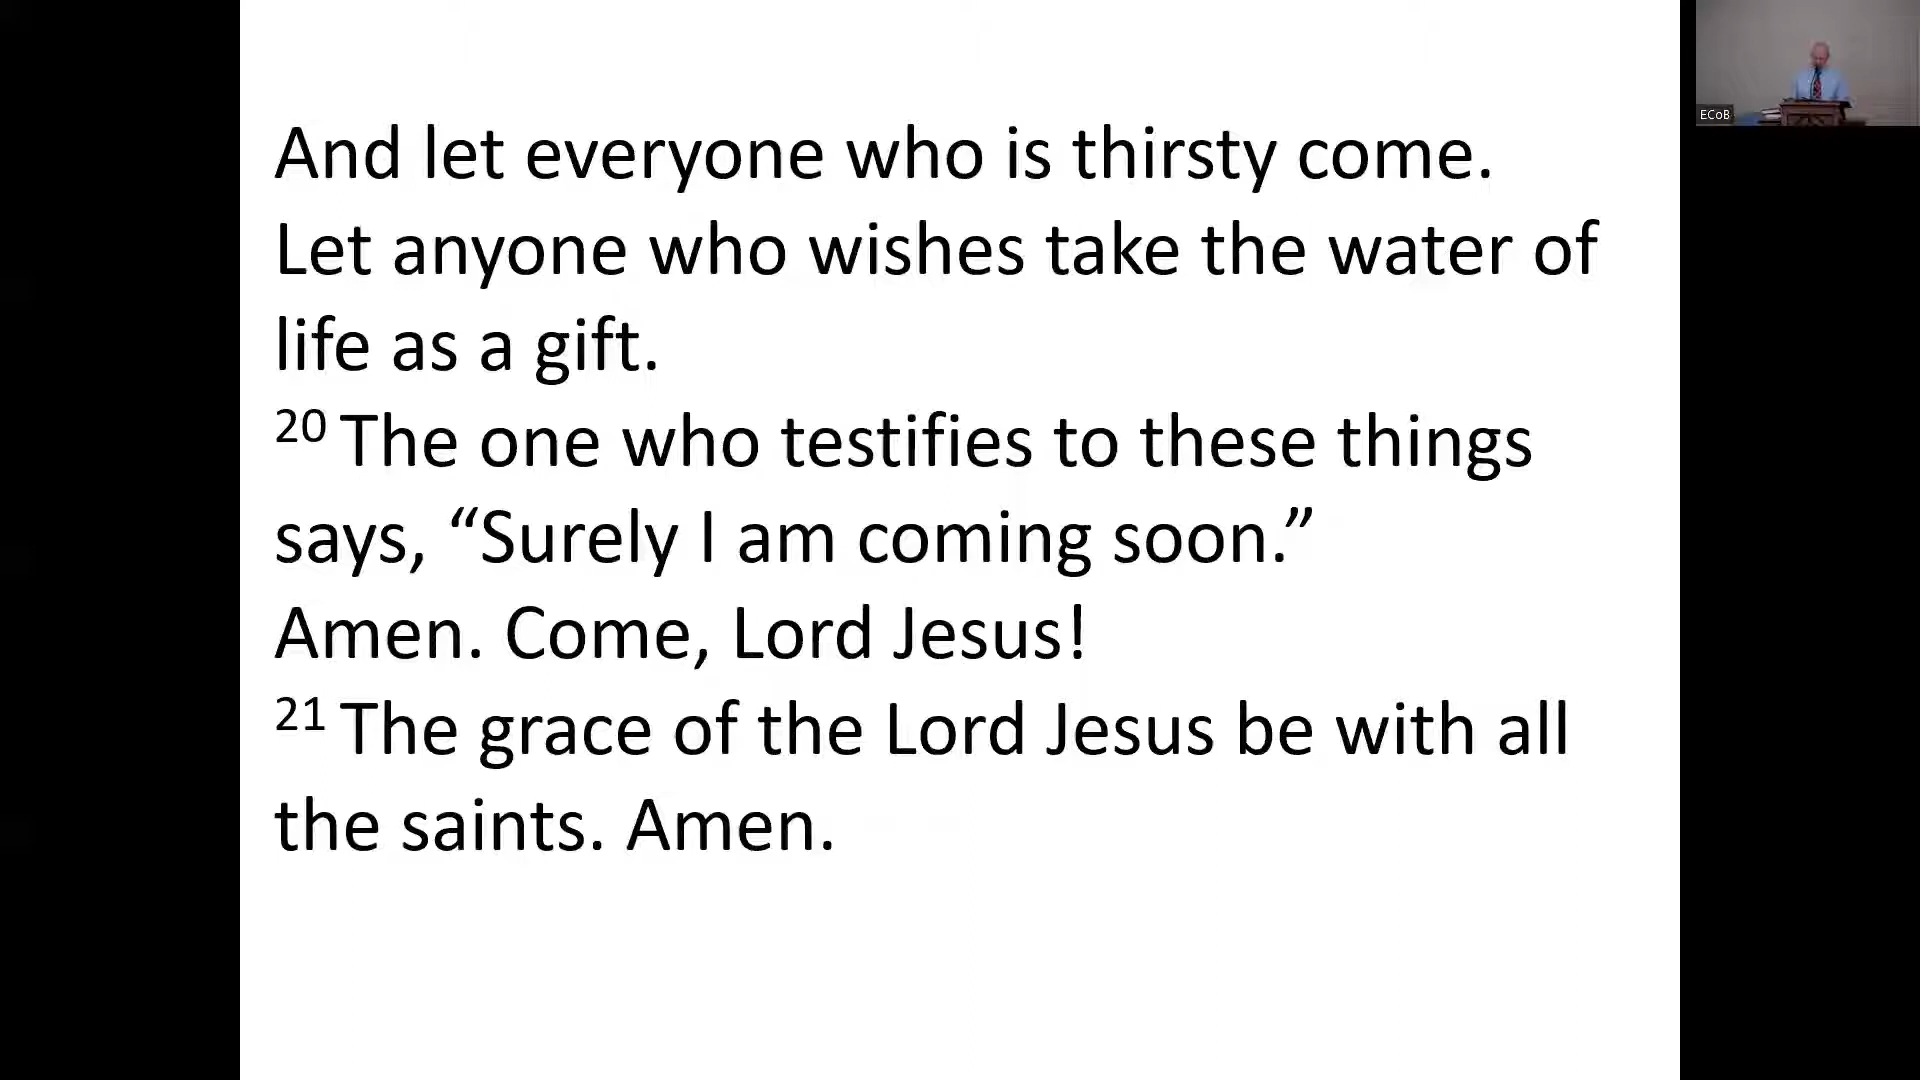 And let everyone who is thirsty come.
Let anyone who wishes take the water of
life as a gift.
20 The one who testifies to these things
says, “Surely I am coming soon.”
Amen. Come, Lord Jesus!
21 The grace of the Lord Jesus be with all
the saints. Amen.
ECoB